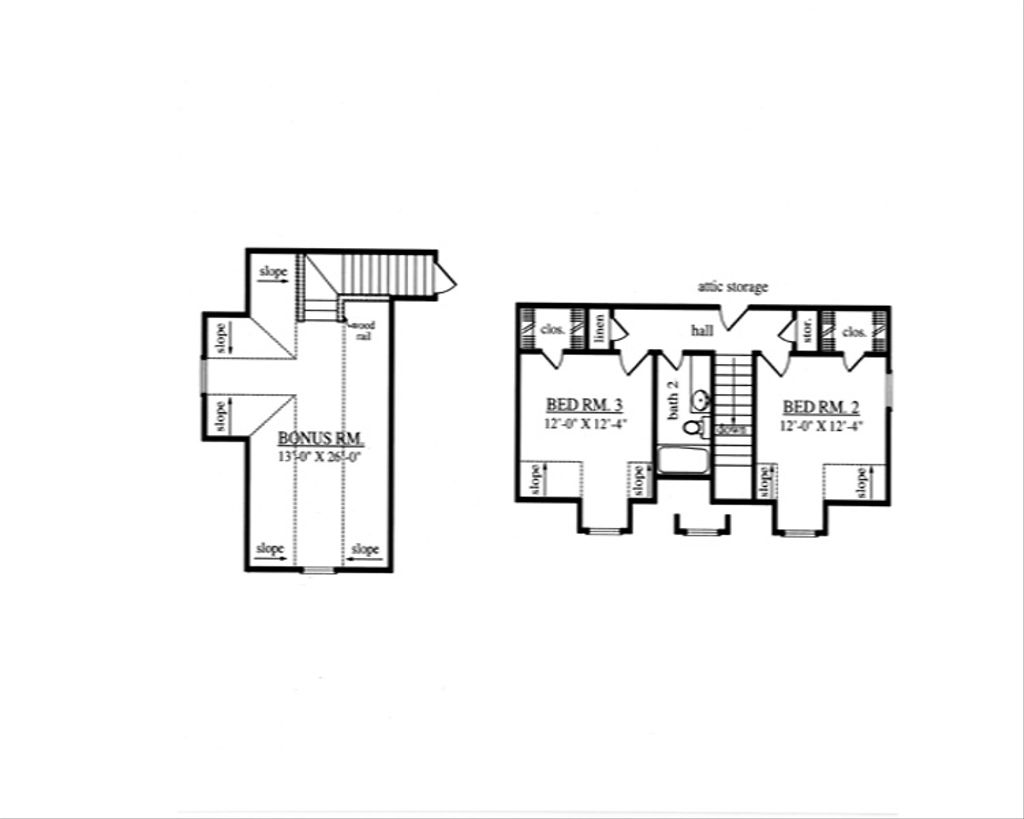 slope
slope
slope
wood
rail
BONUS RM.
13'-0" X 26'-0"
slope
slope
attic storage
clos.
linen
hall
stor.
clos.
BED RM. 3
12'-0" X 12'-4"
bath 2
down
BED RM. 2
12'-0" X 12'-4"
slope
slope
slope
slope